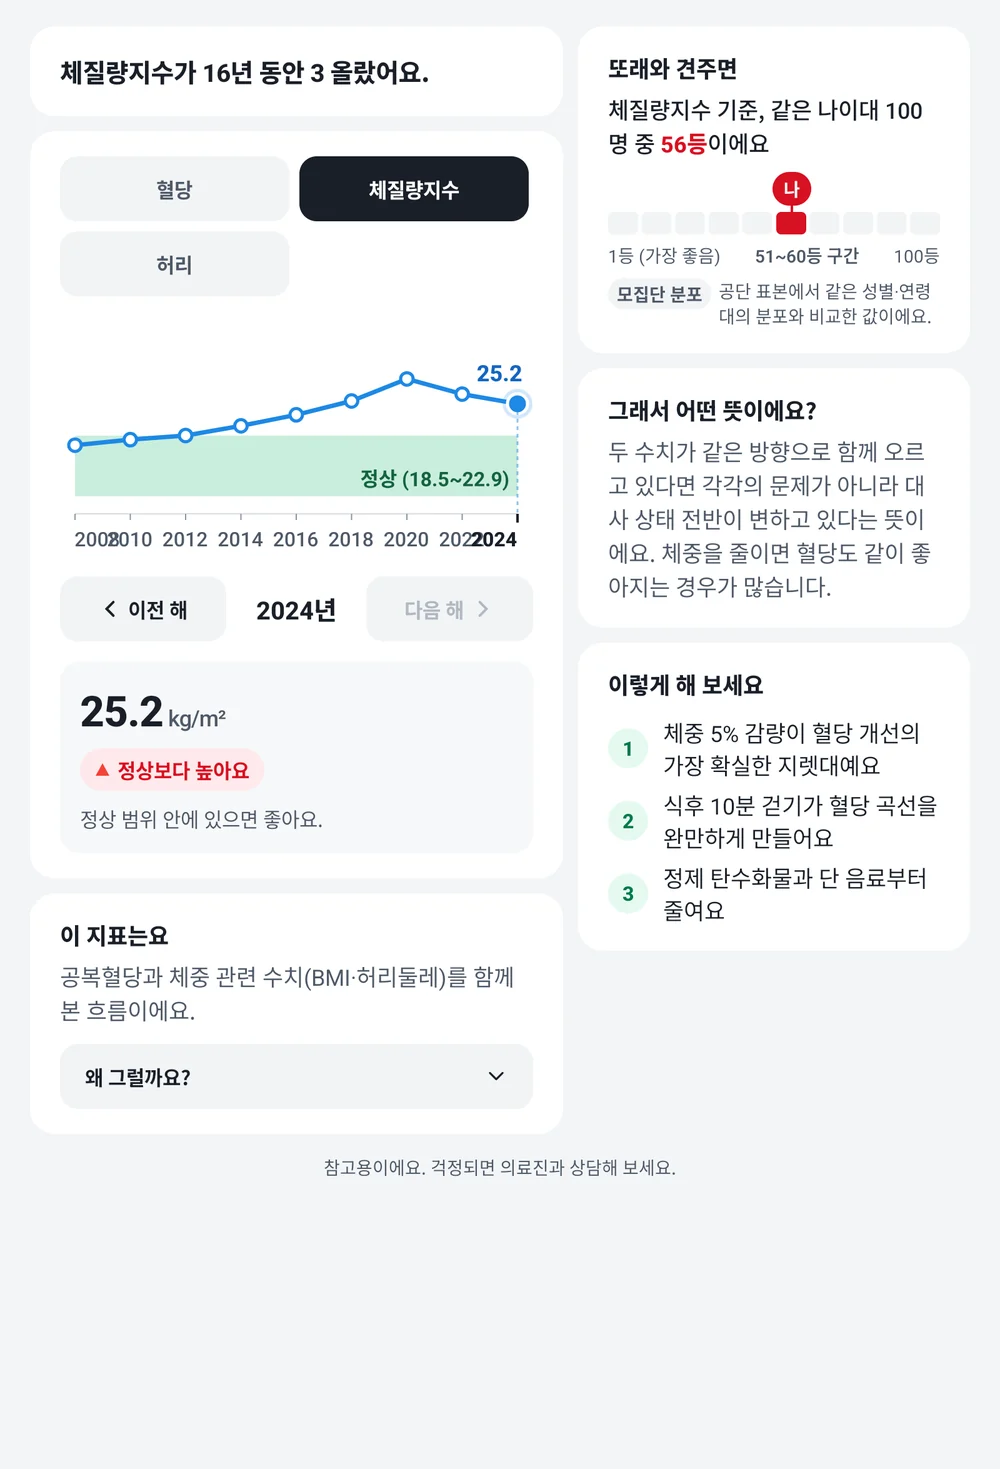 체질량지수가 16년 동안 3 올랐어요.
혈당
체질량지수
허리
25.2
정상 (18.5~22.9)
2008 2010 2012 2014 2016 2018 2020 2022 2024
이전 해
2024년
다음 해
25.2 kg/m²
▲ 정상보다 높아요
정상 범위 안에 있으면 좋아요.
이 지표는요
공복혈당과 체중 관련 수치(BMI·허리둘레)를 함께
본 흐름이에요.
왜 그럴까요?
또래와 견주면
체질량지수 기준, 같은 나이대 100
명 중 56등이에요
나
1등 (가장 좋음)
51~60등 구간
100등
모집단 분포
공단 표본에서 같은 성별·연령
대의 분포와 비교한 값이에요.
그래서 어떤 뜻이에요?
두 수치가 같은 방향으로 함께 오르
고 있다면 각각의 문제가 아니라 대
사 상태 전반이 변하고 있다는 뜻이
에요. 체중을 줄이면 혈당도 같이 좋
아지는 경우가 많습니다.
이렇게 해 보세요
1
체중 5% 감량이 혈당 개선의
가장 확실한 지렛대예요
2
식후 10분 걷기가 혈당 곡선을
완만하게 만들어요
3
정제 탄수화물과 단 음료부터
줄여요
참고용이에요. 걱정되면 의료진과 상담해 보세요.